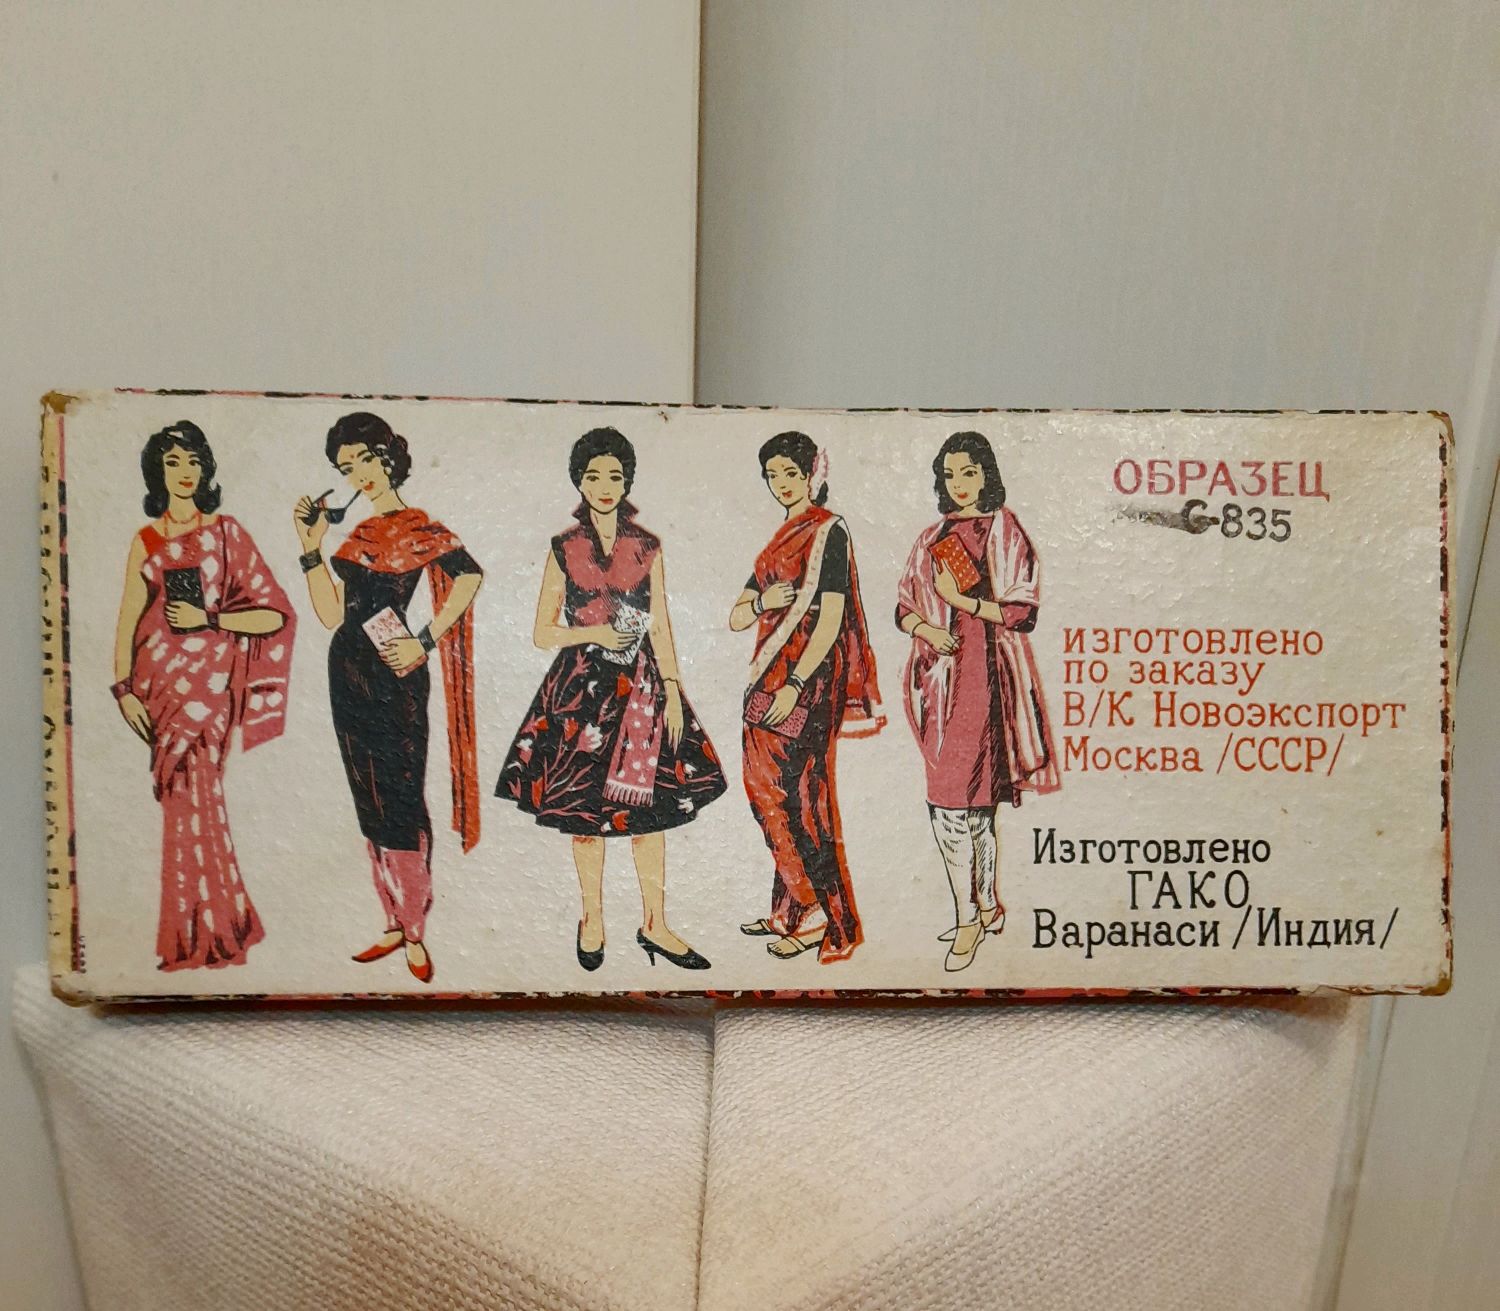 ОБРАЗЕЦ
С-835
ИЗГОТОВЛЕНО
ПО ЗАКАЗУ
В/К НОВОЭКСПОРТ
МОСКВА /СССР/
ИЗГОТОВЛЕНО
ГАКО
ВАРАНАСИ /ИНДИЯ/